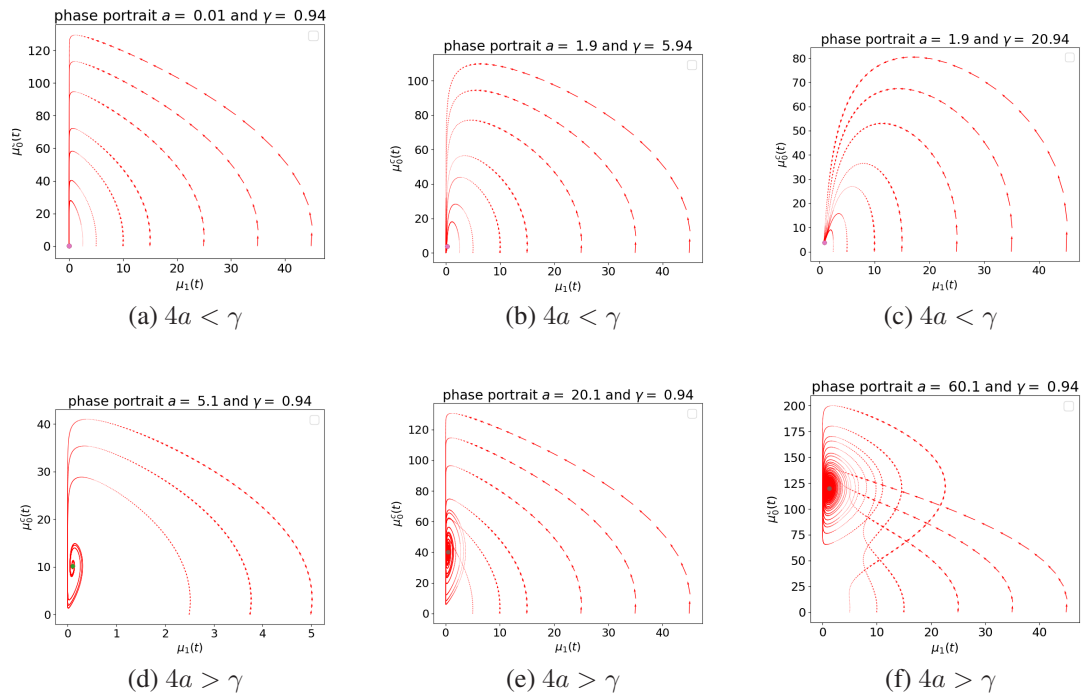 phase portrait a = 0.01 and γ = 0.94
120
100
80
60
40
20
0
μ₀ᶜ(t)
0 10 20 30 40
μ₁(t)
(a) 4a < γ
phase portrait a = 1.9 and γ = 5.94
100
80
60
40
20
0
μ₀ᶜ(t)
0 10 20 30 40
μ₁(t)
(b) 4a < γ
phase portrait a = 1.9 and γ = 20.94
80
70
60
50
40
30
20
10
0
μ₀ᶜ(t)
0 10 20 30 40
μ₁(t)
(c) 4a < γ
phase portrait a = 5.1 and γ = 0.94
40
30
20
10
0
μ₀ᶜ(t)
0 1 2 3 4 5
μ₁(t)
(d) 4a > γ
phase portrait a = 20.1 and γ = 0.94
120
100
80
60
40
20
0
μ₀ᶜ(t)
0 10 20 30 40
μ₁(t)
(e) 4a > γ
phase portrait a = 60.1 and γ = 0.94
200
175
150
125
100
75
50
25
0
μ₀ᶜ(t)
0 10 20 30 40
μ₁(t)
(f) 4a > γ